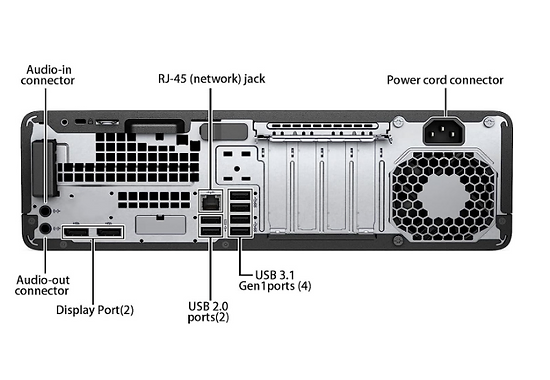 Audio-in
connector
RJ-45 (network) jack
Power cord connector
Audio-out
connector
Display Port(2)
USB 2.0
ports(2)
USB 3.1
Gen1ports (4)